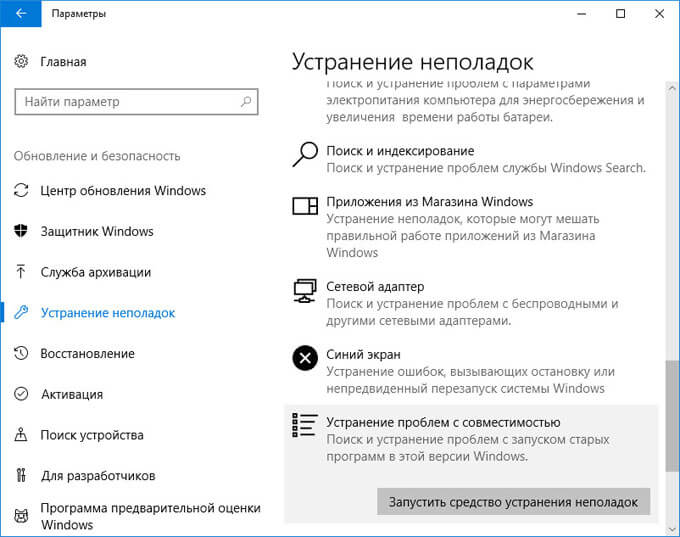 Параметры
Главная
Найти параметр
Обновление и безопасность
Центр обновления Windows
Защитник Windows
Служба архивации
Устранение неполадок
Восстановление
Активация
Поиск устройства
Для разработчиков
Программа предварительной оценки
Windows
Устранение неполадок
Поиск и устранение проблем с параметрами
электропитания компьютера для энергосбережения и
увеличения времени работы батареи.
Поиск и индексирование
Поиск и устранение проблем службы Windows Search.
Приложения из Магазина Windows
Устранение неполадок, которые могут мешать
правильной работе приложений из Магазина
Windows
Сетевой адаптер
Поиск и устранение проблем с беспроводными и
другими сетевыми адаптерами.
Синий экран
Устранение ошибок, вызывающих остановку или
непредвиденный перезапуск системы Windows
Устранение проблем с совместимостью
Поиск и устранение проблем с запуском старых
программ в этой версии Windows.
Запустить средство устранения неполадок